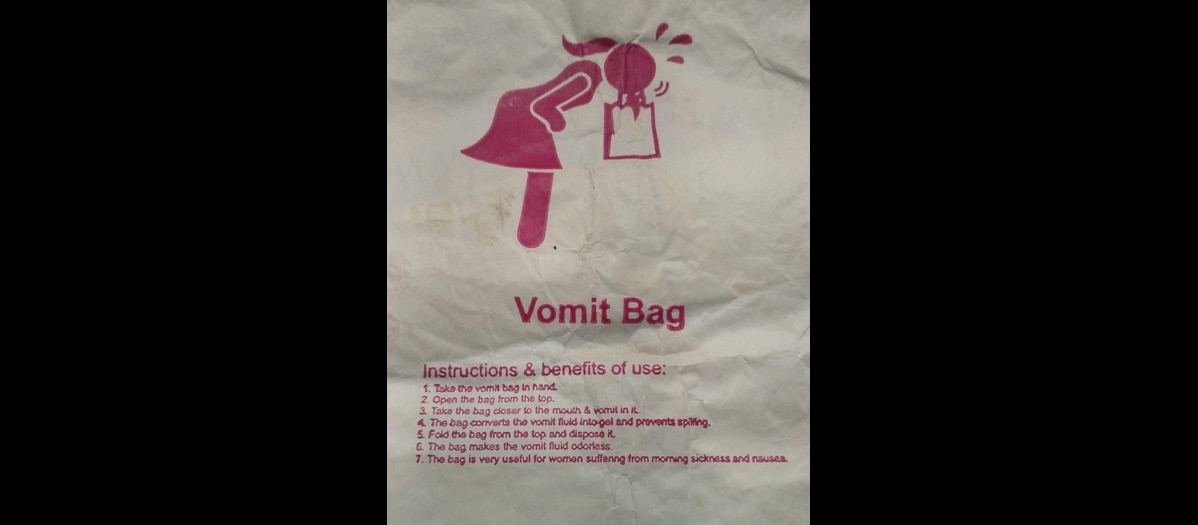 Vomit Bag
Instructions & benefits of use:
1. Take the vomit bag in hand.
2. Open the bag from the top.
3. Take the bag closer to the mouth & vomit in it.
4. The bag converts the vomit fluid into gel and prevents spilling.
5. Fold the bag from the top and dispose it.
6. The bag makes the vomit fluid odorless.
7. The bag is very useful for women suffering from morning sickness and nausea.